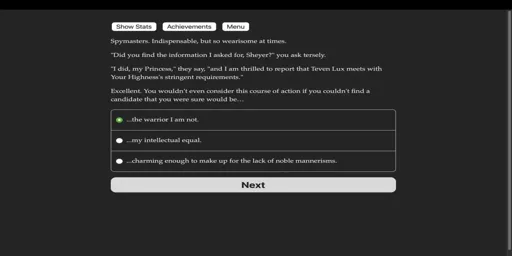 Show Stats
Achievements
Menu
Spymasters. Indispensable, but so wearisome at times.
"Did you find the information I asked for, Sheyer?" you ask tersely.
"I did, my Princess," they say, "and I am thrilled to report that Teven Lux meets with
Your Highness's stringent requirements."
Excellent. You wouldn't even consider this course of action if you couldn't find a
candidate that you were sure would be…
...the warrior I am not.
...my intellectual equal.
...charming enough to make up for the lack of noble mannerisms.
Next